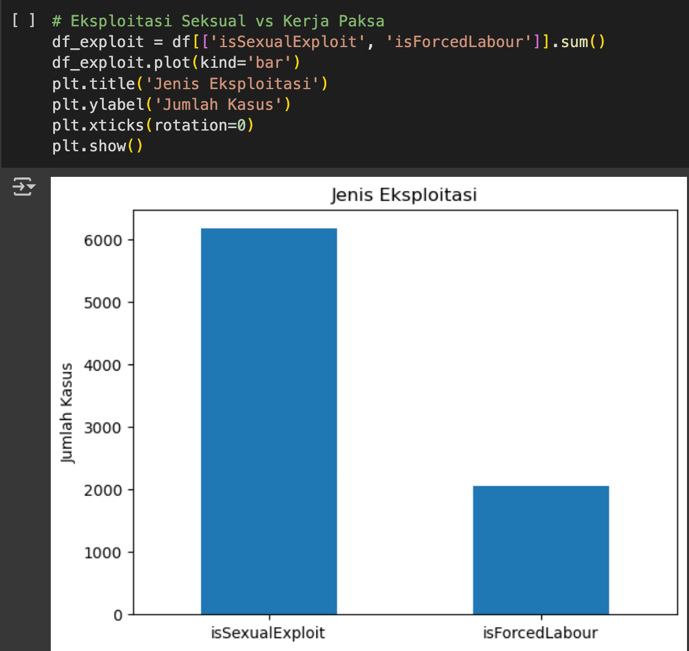 [ ] # Eksploitasi Seksual vs Kerja Paksa
df_exploit = df[['isSexualExploit', 'isForcedLabour']].sum()
df_exploit.plot(kind='bar')
plt.title('Jenis Eksploitasi')
plt.ylabel('Jumlah Kasus')
plt.xticks(rotation=0)
plt.show()
Jenis Eksploitasi
6000
5000
4000
3000
2000
1000
0
Jumlah Kasus
isSexualExploit
isForcedLabour